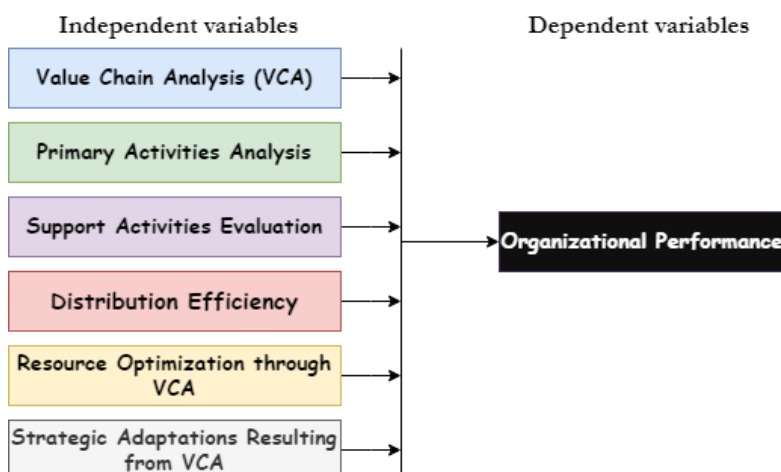 Independent variables
Dependent variables
Value Chain Analysis (VCA)
Primary Activities Analysis
Support Activities Evaluation
Organizational Performance
Distribution Efficiency
Resource Optimization through
VCA
Strategic Adaptations Resulting
from VCA